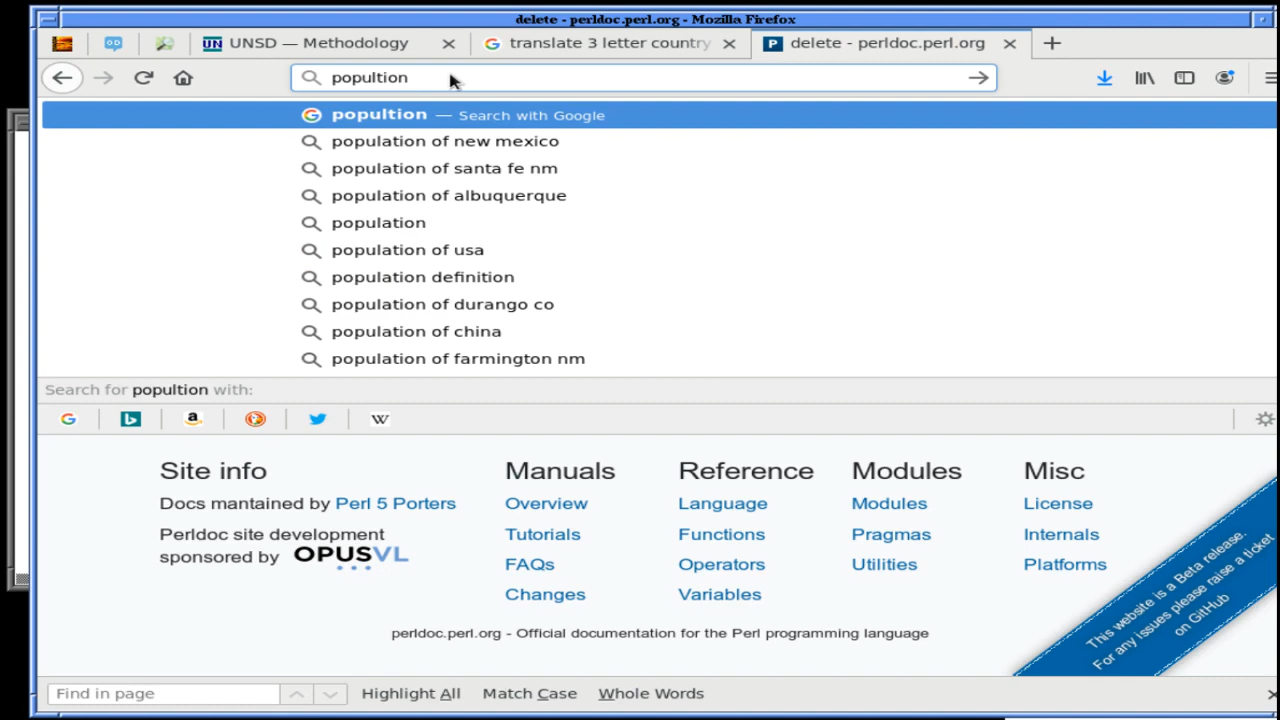 delete - perldoc.perl.org - Mozilla Firefox
UN UNSD — Methodology
G translate 3 letter country
P delete - perldoc.perl.org
popultion
popultion — Search with Google
population of new mexico
population of santa fe nm
population of albuquerque
population
population of usa
population definition
population of durango co
population of china
population of farmington nm
Search for popultion with:
G b a W
Site info
Docs mantained by Perl 5 Porters
Perldoc site development
sponsored by OPUSVL
Manuals
Overview
Tutorials
FAQs
Changes
Reference
Language
Functions
Operators
Variables
Modules
Modules
Pragmas
Utilities
Misc
License
Internals
Platforms
This website is a Beta release.
For any issues please raise a ticket
on GitHub
perldoc.perl.org - Official documentation for the Perl programming language
Find in page Highlight All Match Case Whole Words